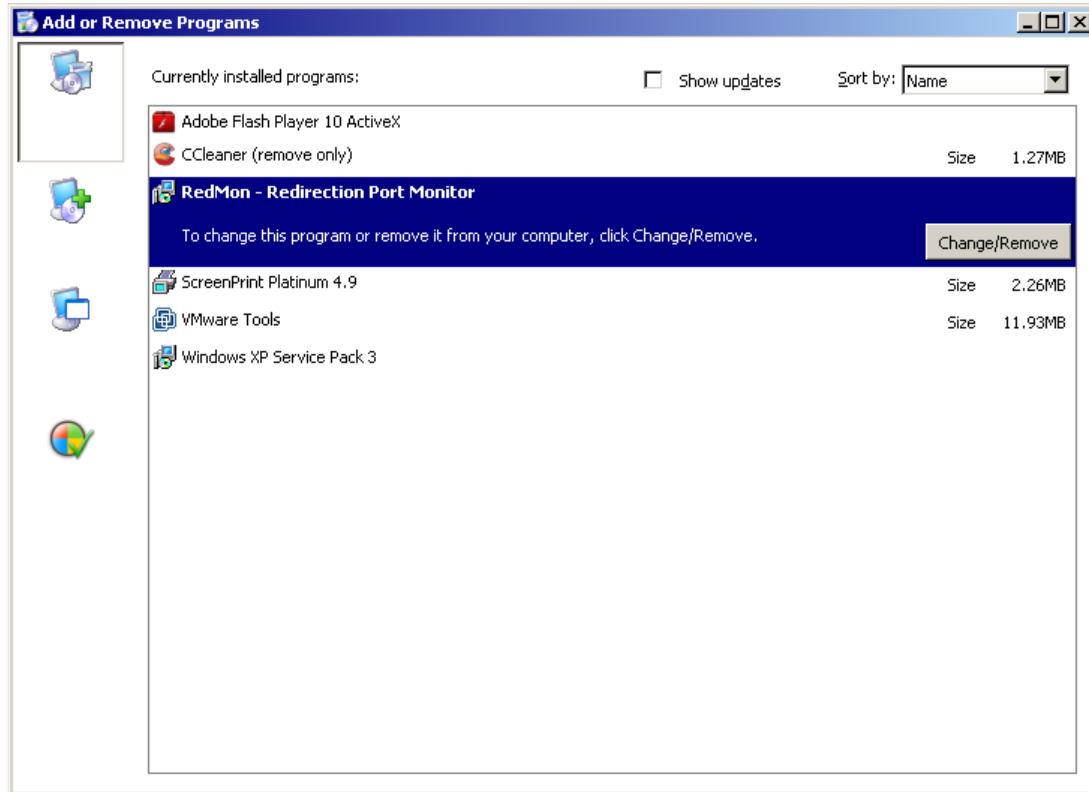 Add or Remove Programs
Currently installed programs:
Show updates
Sort by: Name
Adobe Flash Player 10 ActiveX
CCleaner (remove only) Size 1.27MB
RedMon - Redirection Port Monitor
To change this program or remove it from your computer, click Change/Remove.
Change/Remove
ScreenPrint Platinum 4.9 Size 2.26MB
VMware Tools Size 11.93MB
Windows XP Service Pack 3